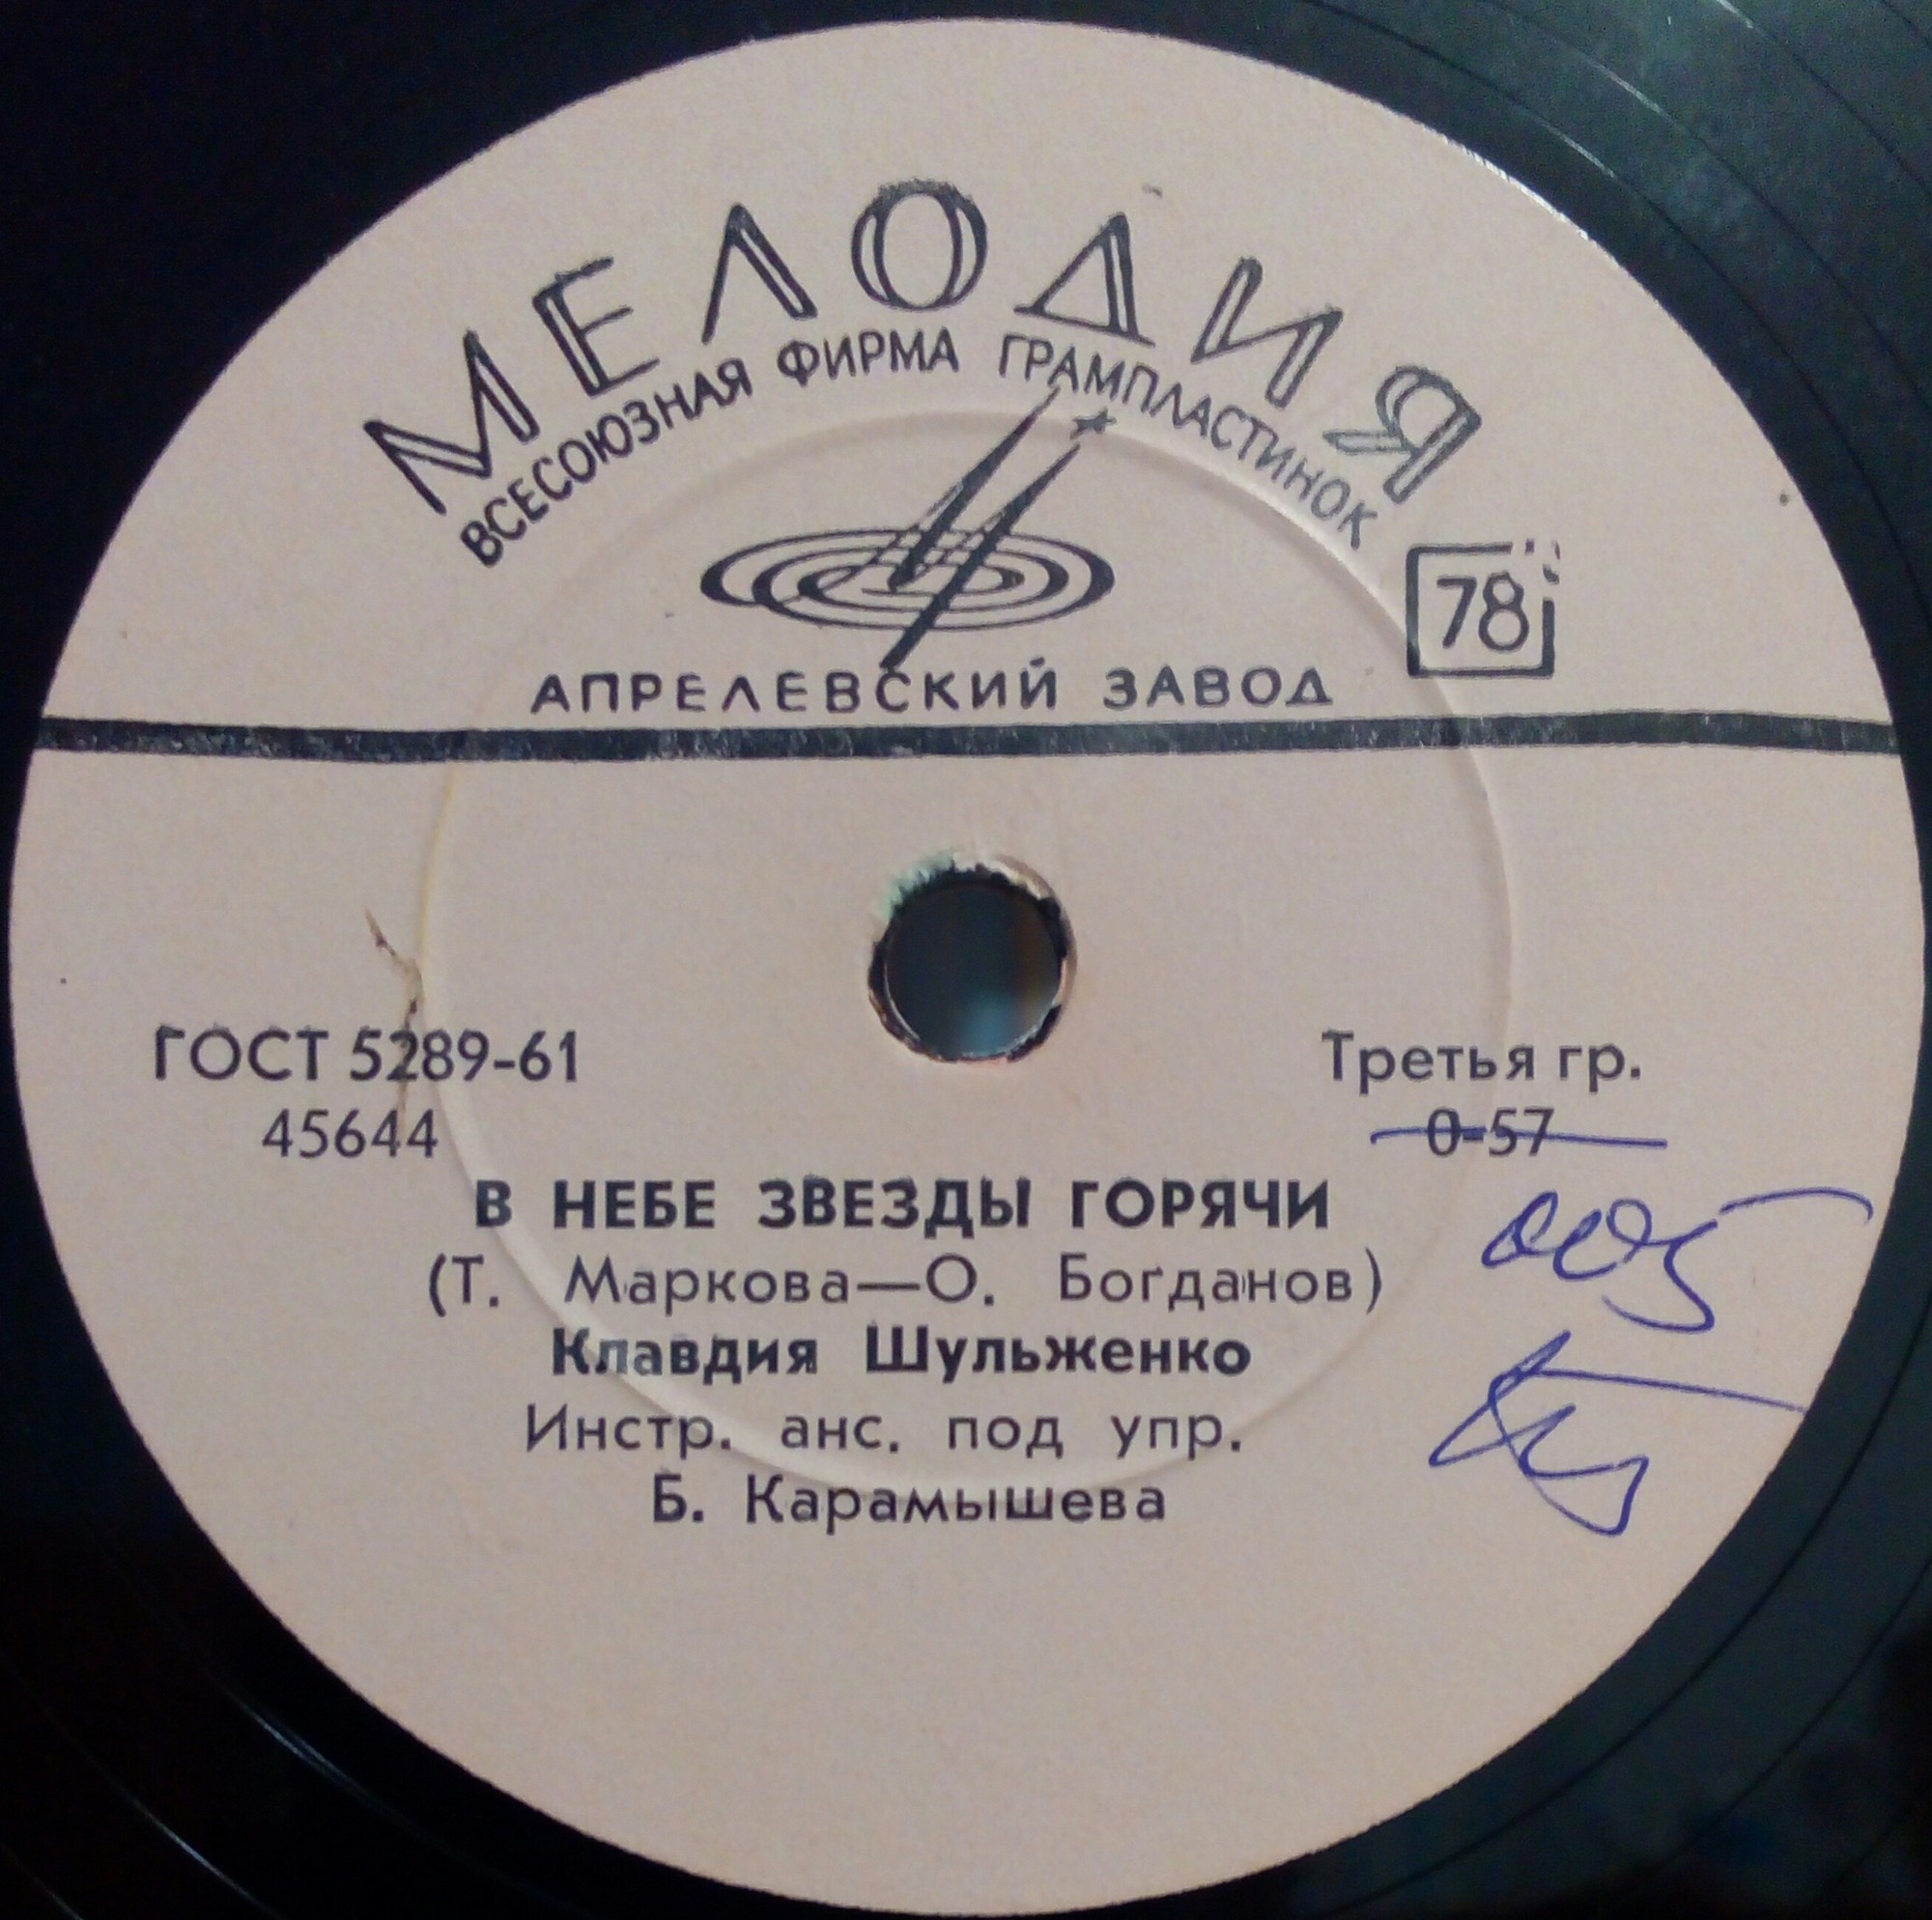 МЕЛОДИЯ
ВСЕСОЮЗНАЯ ФИРМА ГРАМПЛАСТИНОК
78
АПРЕЛЕВСКИЙ ЗАВОД
ГОСТ 5289-61
Третья гр.
45644
0-57
В НЕБЕ ЗВЕЗДЫ ГОРЯЧИ
(Т. Маркова—О. Богданов)
Клавдия Шульженко
Инстр. анс. под упр.
Б. Карамышева